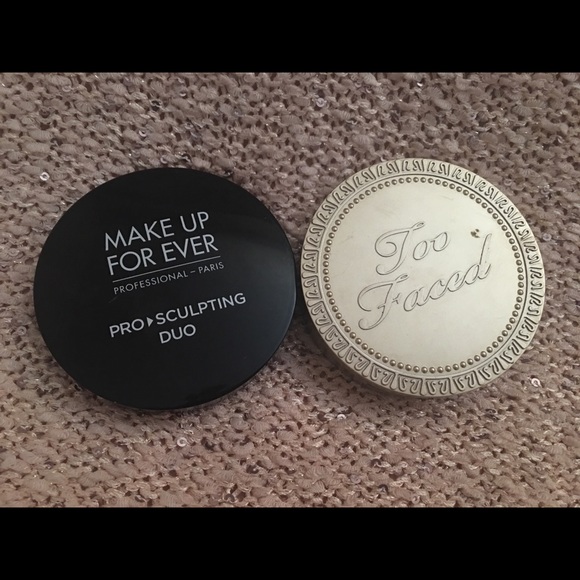 MAKE UP
FOR EVER
PROFESSIONAL – PARIS
PRO▸SCULPTING
DUO
Too
Faced